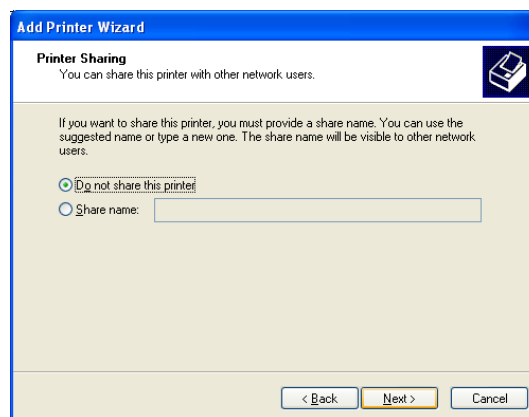 Add Printer Wizard
Printer Sharing
You can share this printer with other network users.
If you want to share this printer, you must provide a share name. You can use the
suggested name or type a new one. The share name will be visible to other network
users.
Do not share this printer
Share name:
< Back
Next >
Cancel